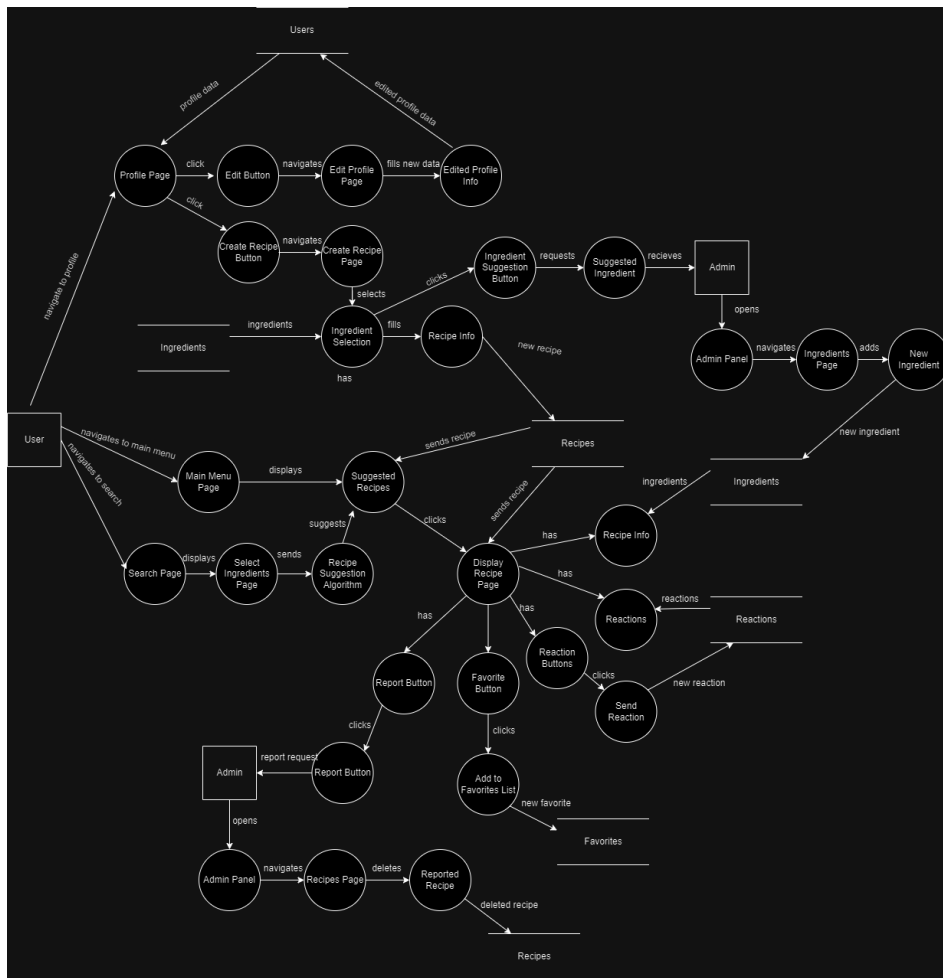 Users
profile data
edited profile data
Profile Page
click
Edit Button
navigates
Edit Profile
Page
fills new data
Edited Profile
Info
click
Create Recipe
Button
navigates
Create Recipe
Page
navigate to profile
selects
clicks
Ingredient
Suggestion
Button
requests
Suggested
Ingredient
recieves
Admin
opens
Ingredients
ingredients
Ingredient
Selection
has
fills
Recipe Info
new recipe
Admin Panel
navigates
Ingredients
Page
adds
New
Ingredient
new ingredient
User
navigates to main menu
navigates to search
Main Menu
Page
displays
Suggested
Recipes
sends recipe
Recipes
sends recipe
clicks
ingredients
Ingredients
Search Page
displays
Select
Ingredients
Page
sends
Recipe
Suggestion
Algorithm
suggests
Display
Recipe
Page
has
Recipe Info
has
Reactions
reactions
Reactions
has
Reaction
Buttons
clicks
Send
Reaction
new reaction
has
Report Button
clicks
Report Button
report request
Admin
Favorite
Button
clicks
Add to
Favorites List
new favorite
Favorites
opens
Admin Panel
navigates
Recipes Page
deletes
Reported
Recipe
deleted recipe
Recipes